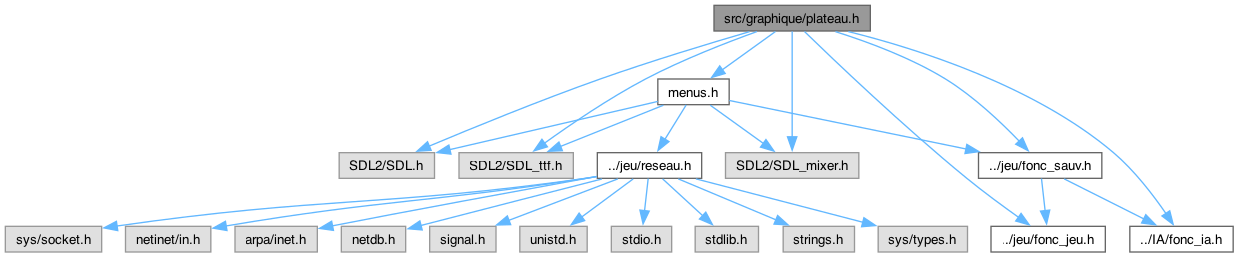 src/graphique/plateau.h
menus.h
SDL2/SDL.h
SDL2/SDL_ttf.h
../jeu/reseau.h
SDL2/SDL_mixer.h
../jeu/fonc_sauv.h
sys/socket.h
netinet/in.h
arpa/inet.h
netdb.h
signal.h
unistd.h
stdio.h
stdlib.h
strings.h
sys/types.h
../jeu/fonc_jeu.h
../IA/fonc_ia.h